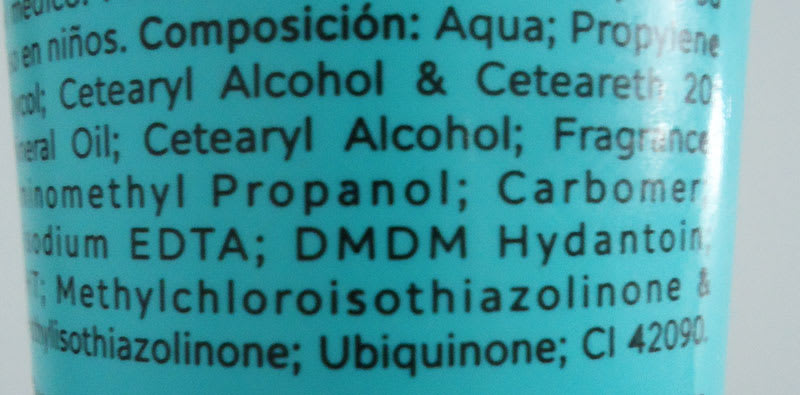 médico.
en niños. Composición: Aqua; Propylene
Cetearyl Alcohol & Ceteareth 20
Oil; Cetearyl Alcohol; Fragrance
Propanol; Carbomer;
EDTA; DMDM Hydantoin;
Methylchloroisothiazolinone &
Ubiquinone; CI 42090.